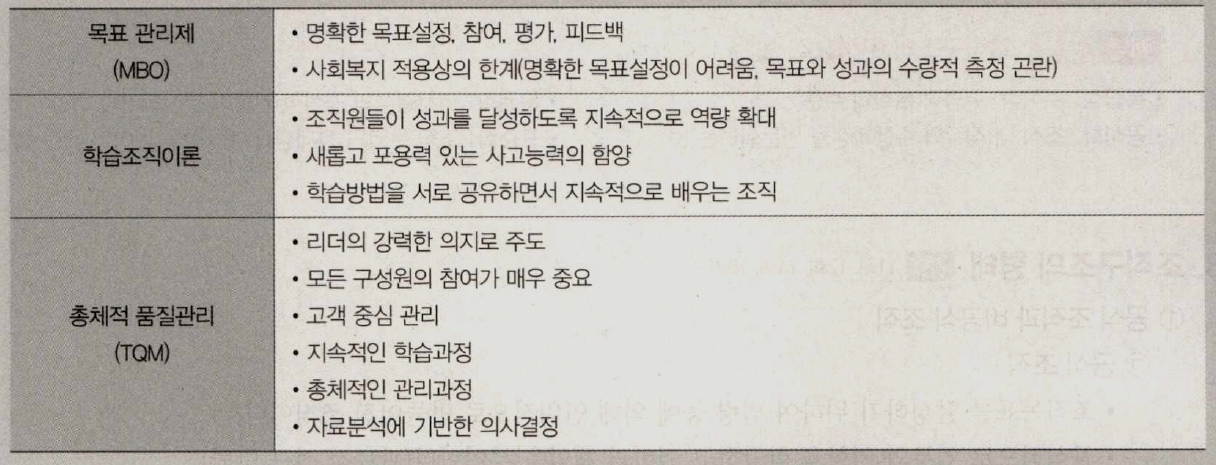 목표 관리제
(MBO)
• 명확한 목표설정, 참여, 평가, 피드백
• 사회복지 적용상의 한계(명확한 목표설정이 어려움, 목표와 성과의 수량적 측정 곤란)
학습조직이론
• 조직원들이 성과를 달성하도록 지속적으로 역량 확대
• 새롭고 포용력 있는 사고능력의 함양
• 학습방법을 서로 공유하면서 지속적으로 배우는 조직
총체적 품질관리
(TQM)
• 리더의 강력한 의지로 주도
• 모든 구성원의 참여가 매우 중요
• 고객 중심 관리
• 지속적인 학습과정
• 총체적인 관리과정
• 자료분석에 기반한 의사결정